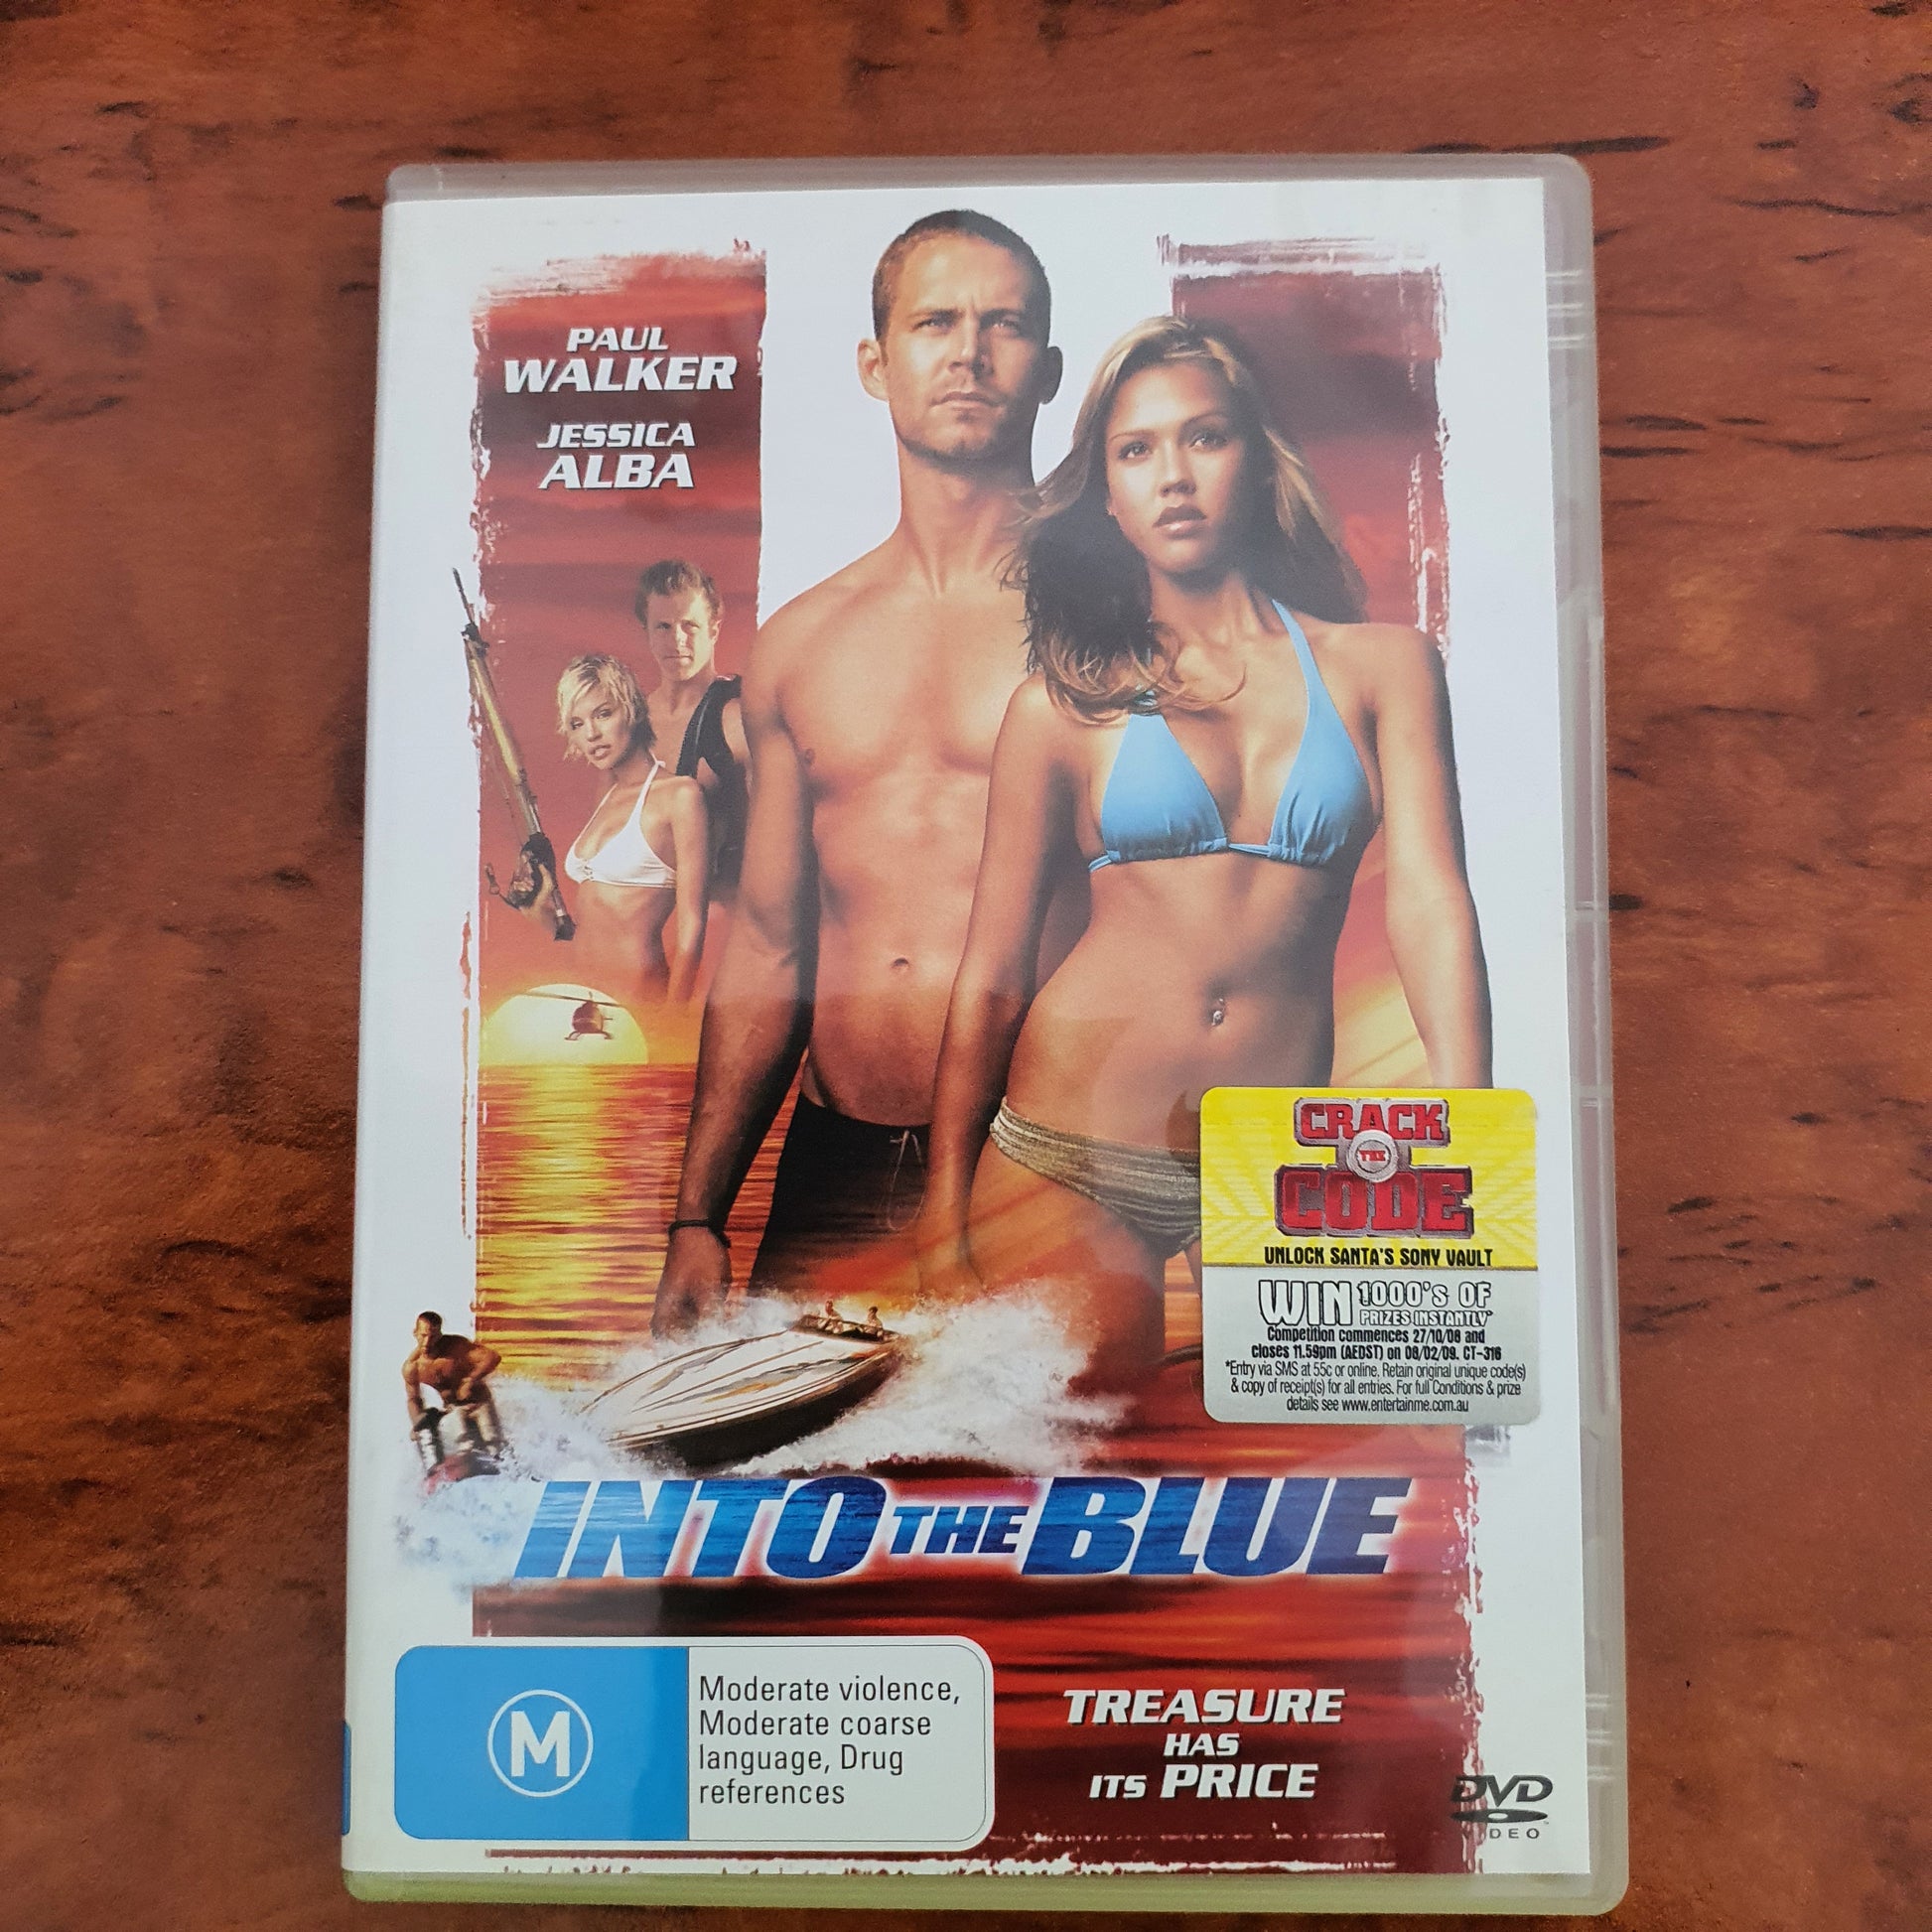 PAUL
WALKER
JESSICA
ALBA
CRACK
THE
CODE
UNLOCK SANTA'S SONY VAULT
WIN 1000's OF
PRIZES INSTANTLY*
Competition commences 27/10/08 and
closes 11.59pm (AEDST) on 08/02/09. CT-316
*Entry via SMS at 55c or online. Retain original unique code(s)
& copy of receipt(s) for all entries. For full Conditions & prize
details see www.entertainme.com.au
INTO THE BLUE
M
Moderate violence,
Moderate coarse
language, Drug
references
TREASURE
HAS
ITS PRICE
DVD
VIDEO